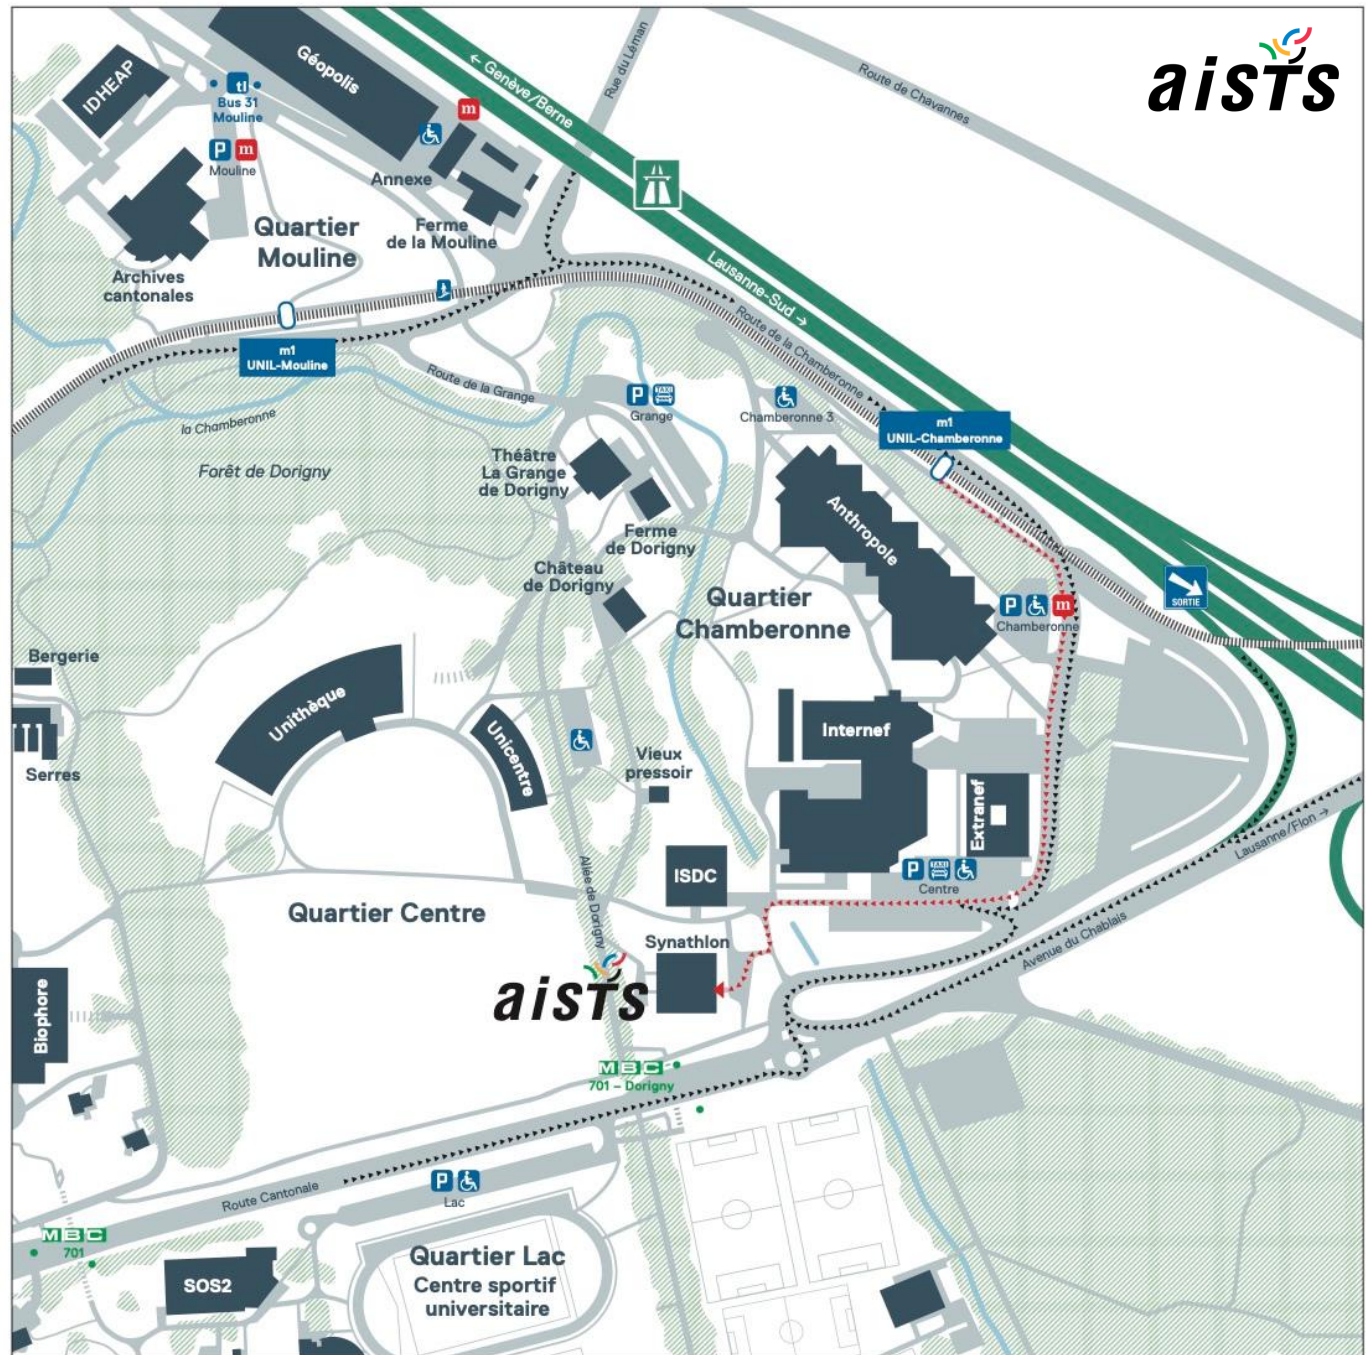 aisTs
← Genève/Berne
Rue du Léman
Route de Chavannes
Géopolis
IDHEAP
tl
Bus 31
Mouline
P m
Mouline
m
Annexe
Ferme
de la Mouline
Quartier
Mouline
Archives
cantonales
Lausanne-Sud →
Route de la Chamberonne
m1
UNIL-Mouline
Route de la Grange
la Chamberonne
Forêt de Dorigny
P TAXI
Grange
Chamberonne 3
m1
UNIL-Chamberonne
Théâtre
La Grange
de Dorigny
Ferme
de Dorigny
Anthropole
Château
de Dorigny
Quartier
Chamberonne
P m
Chamberonne
SORTIE
Bergerie
Serres
Unithèque
Unicentre
Vieux
pressoir
Internef
Extranef
P TAXI
Centre
Lausanne/Flon →
ISDC
Quartier Centre
Allée de Dorigny
Synathlon
aisTs
Avenue du Chablais
Biophore
MBC
701 – Dorigny
Route Cantonale
P
Lac
MBC
701
SOS2
Quartier Lac
Centre sportif
universitaire